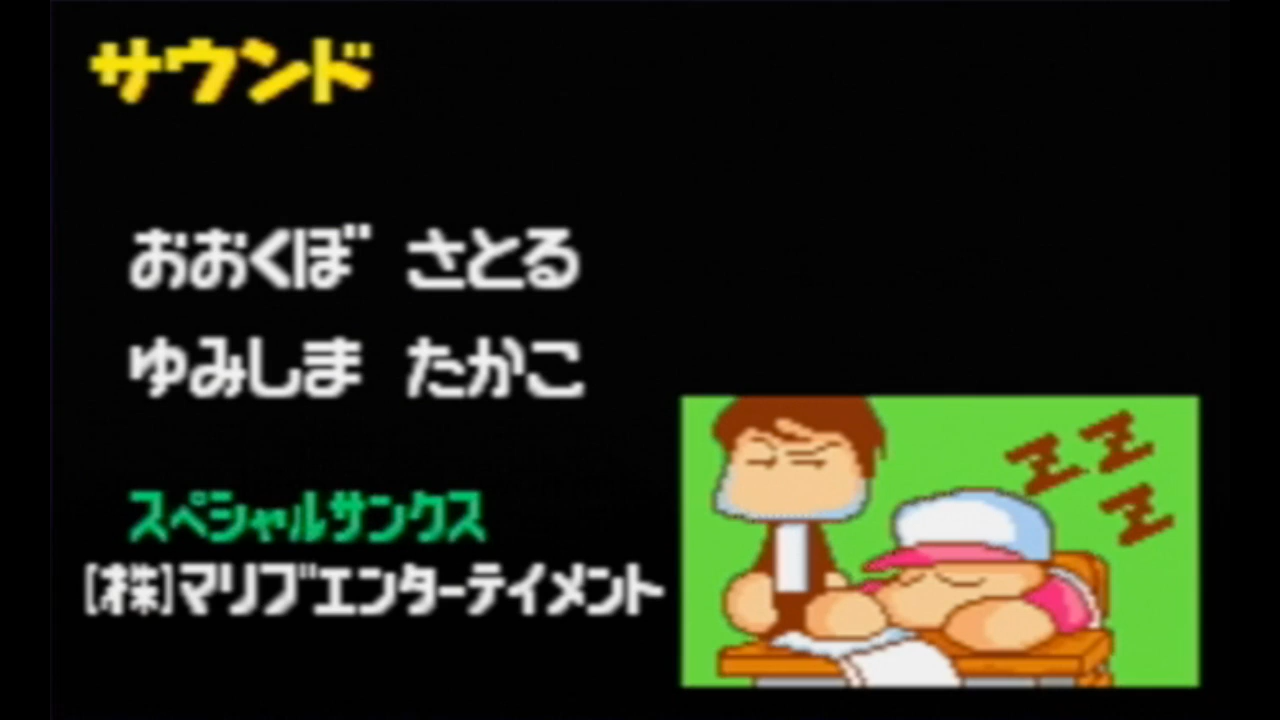 サウンド
おおくぼ さとる
ゆみしま たかこ
スペシャルサンクス
[株]マリブエンターテイメント
Z Z
Z